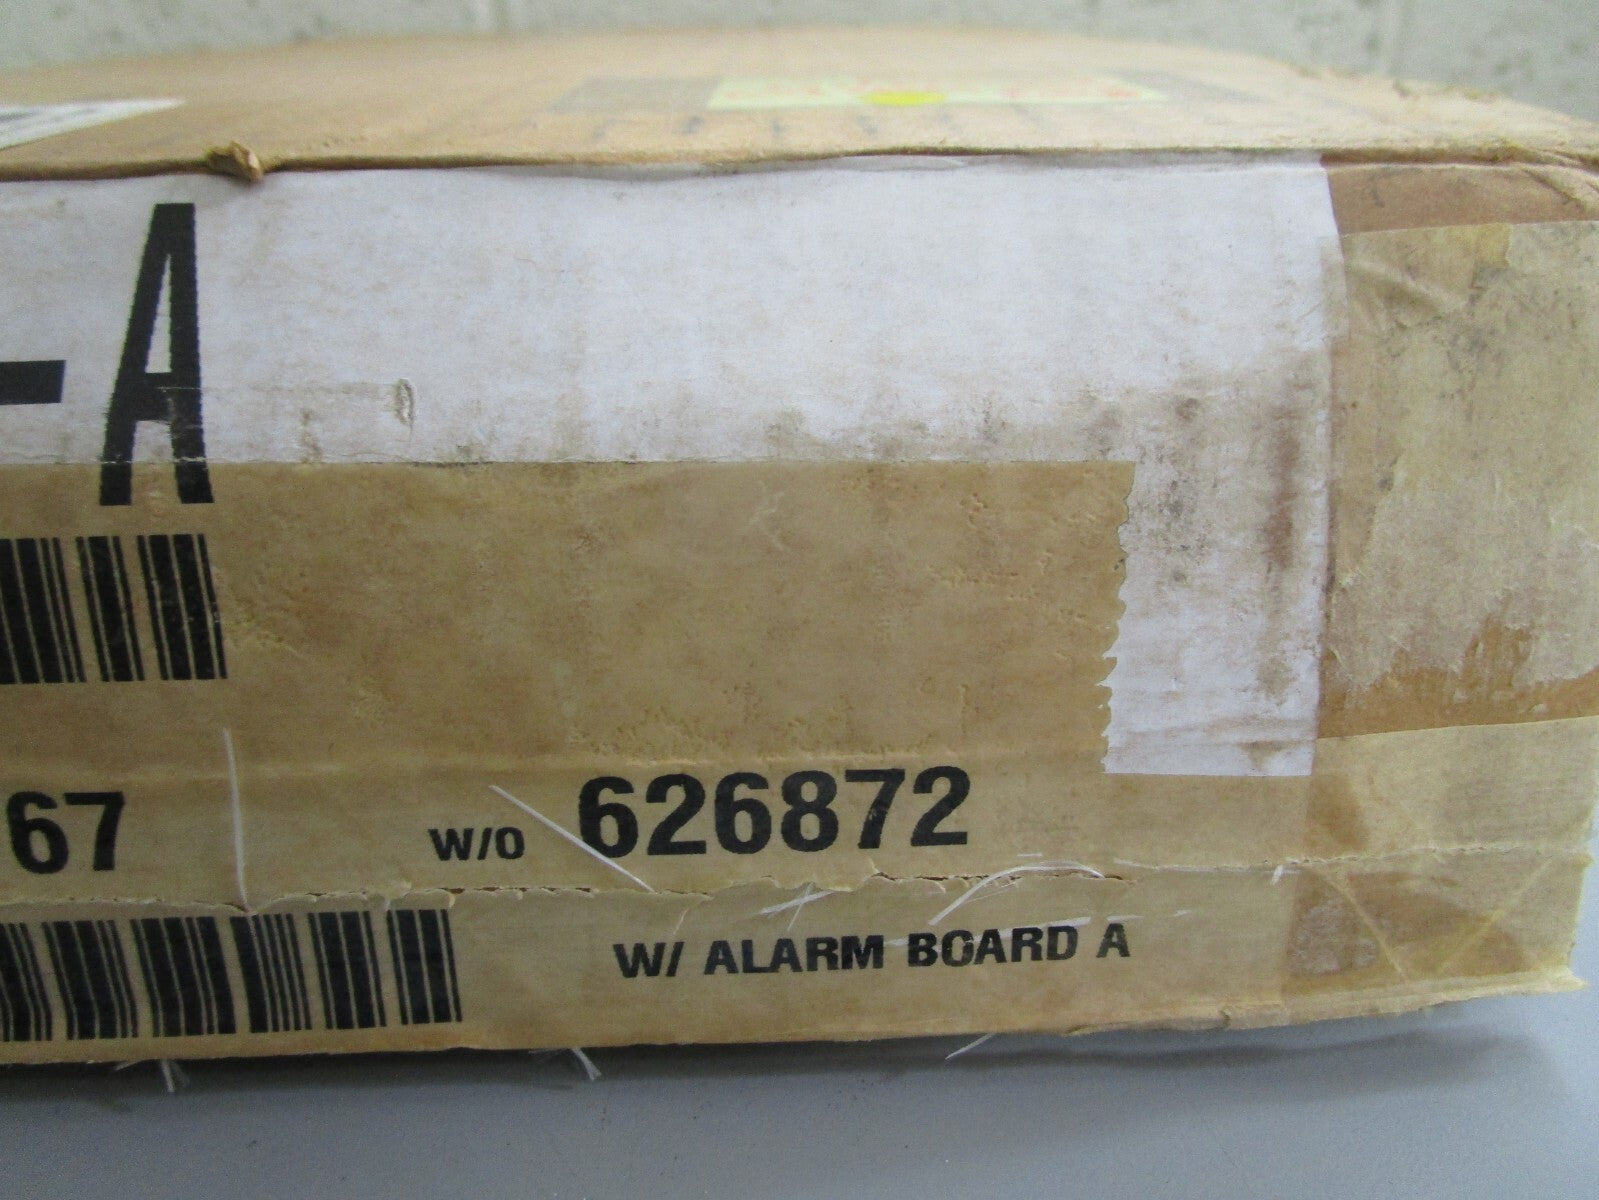 -A
67 W/O 626872
W/ ALARM BOARD A